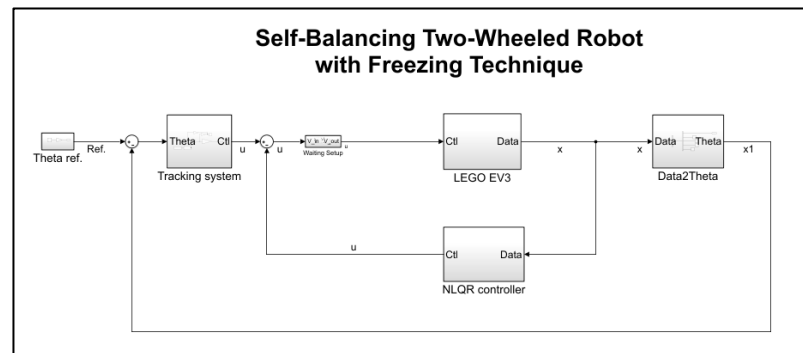 Self-Balancing Two-Wheeled Robot
with Freezing Technique
Theta ref.
Ref.
Theta Ctl
Tracking system
u
u
V_in V_out
Waiting Setup
u
Ctl Data
LEGO EV3
x
x
Data Theta
Data2Theta
x1
u
Ctl Data
NLQR controller